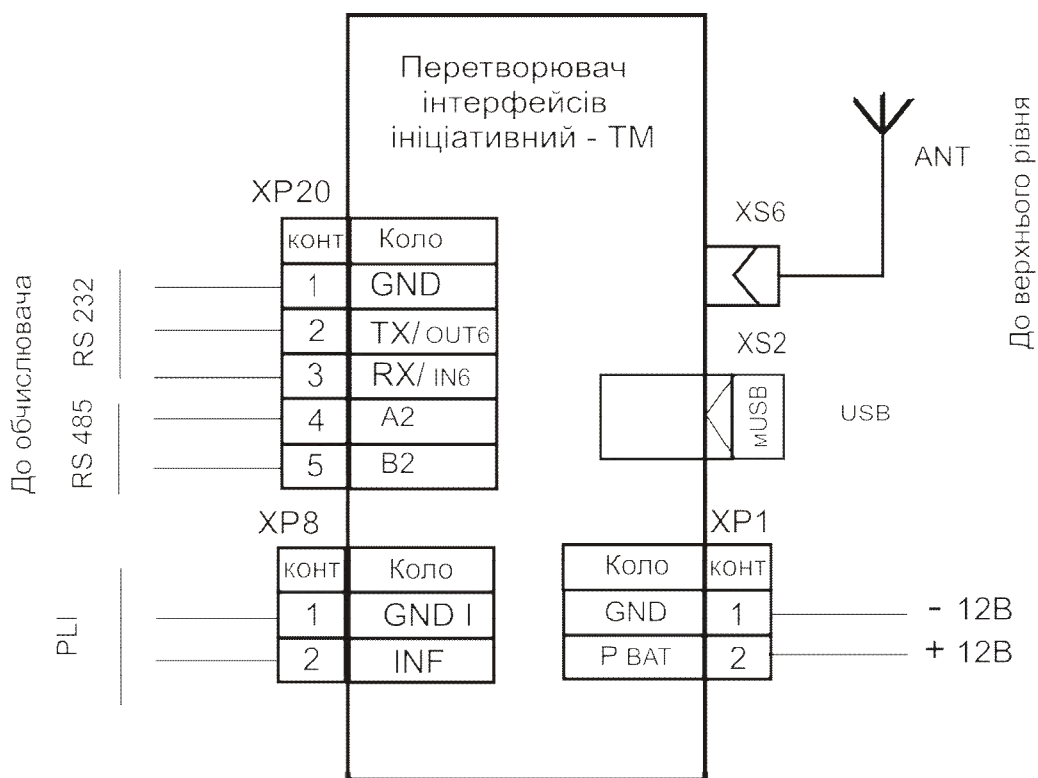 Перетворювач
інтерфейсів
ініціативний - ТМ
XP20
конт Коло
1 GND
2 TX/ OUT6
3 RX/ IN6
4 A2
5 B2
До обчислювача
RS 232
RS 485
XP8
конт Коло
1 GND I
2 INF
PLI
XS6
ANT
До верхнього рівня
XS2
мUSB
USB
XP1
Коло конт
GND 1
P BAT 2
- 12В
+ 12В